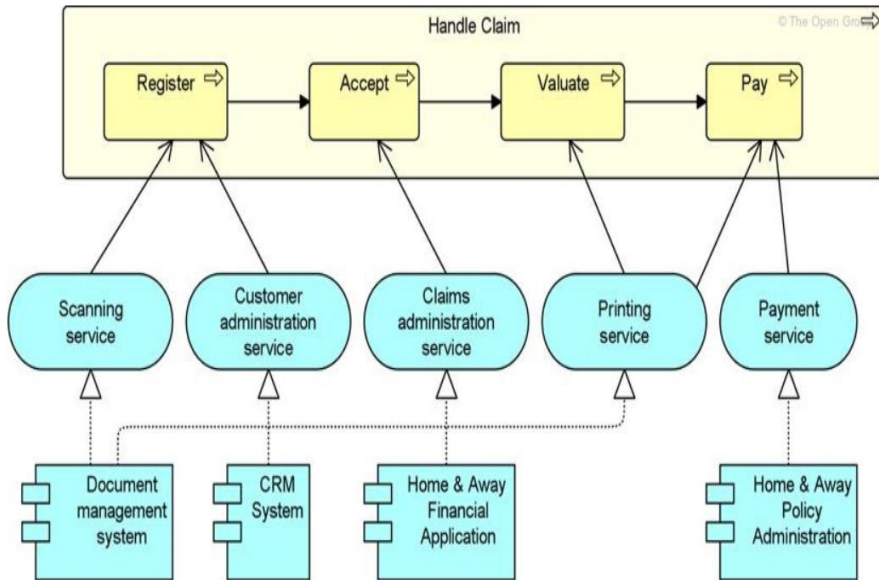 © The Open Group
Handle Claim
Register
Accept
Valuate
Pay
Scanning
service
Customer
administration
service
Claims
administration
service
Printing
service
Payment
service
Document
management
system
CRM
System
Home & Away
Financial
Application
Home & Away
Policy
Administration